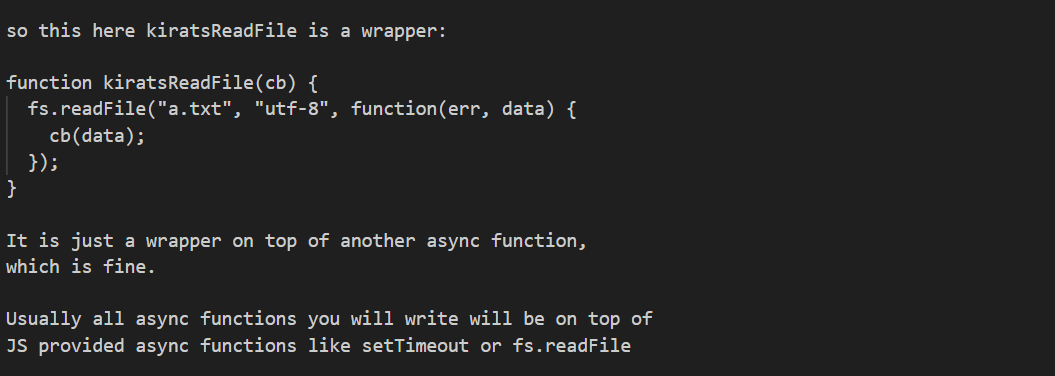 so this here kiratsReadFile is a wrapper:

function kiratsReadFile(cb) {
  fs.readFile("a.txt", "utf-8", function(err, data) {
    cb(data);
  });
}

It is just a wrapper on top of another async function,
which is fine.

Usually all async functions you will write will be on top of
JS provided async functions like setTimeout or fs.readFile